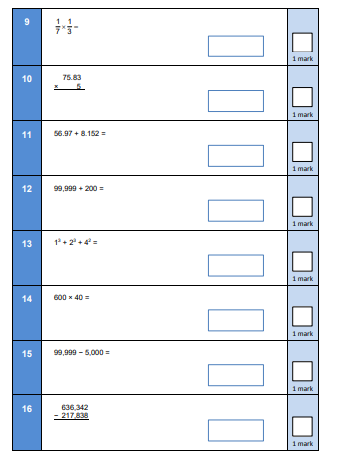 9
1/7 × 1/3 =
1 mark
10
75.83
× 5
1 mark
11
56.97 + 8.152 =
1 mark
12
99,999 + 200 =
1 mark
13
1³ + 2³ + 4² =
1 mark
14
600 × 40 =
1 mark
15
99,999 − 5,000 =
1 mark
16
636,342
− 217,838
1 mark